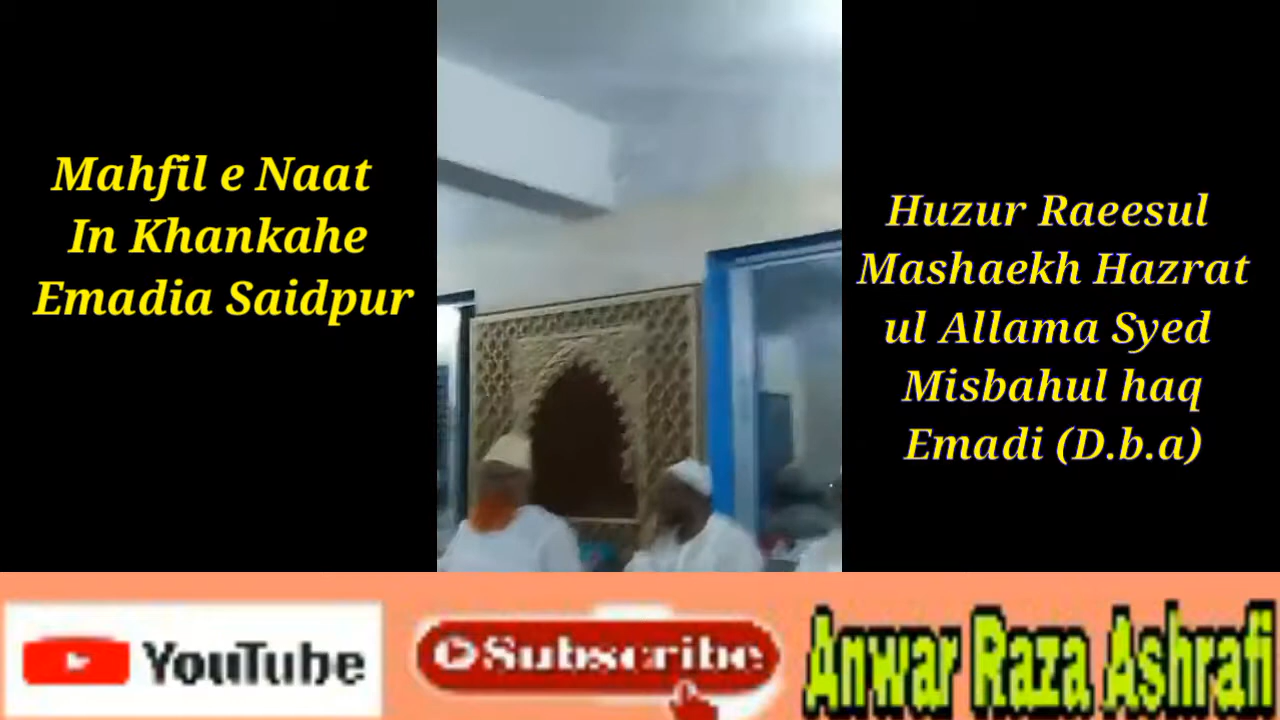 Mahfil e Naat
In Khankahe
Emadia Saidpur
Huzur Raeesul
Mashaekh Hazrat
ul Allama Syed
Misbahul haq
Emadi (D.b.a)
YouTube
Subscribe
Anwar Raza Ashrafi